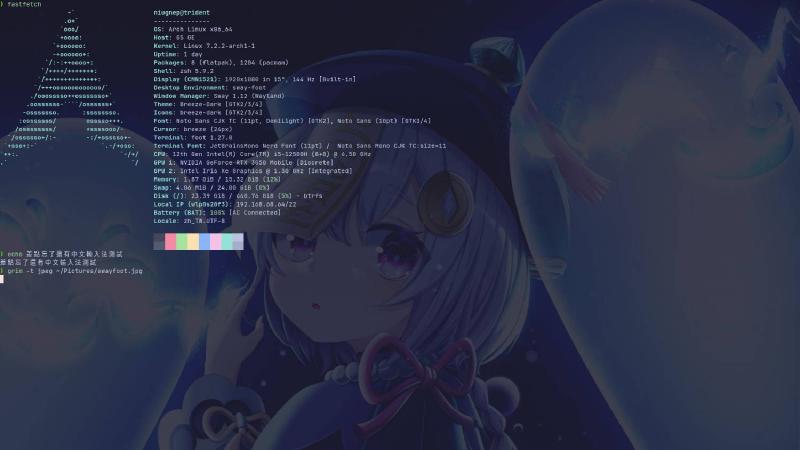 ❯ fastfetch
niugnep@trident
---------------
OS: Arch Linux x86_64
Host: G5 GE
Kernel: Linux 7.2.2-arch1-1
Uptime: 1 day
Packages: 8 (flatpak), 1284 (pacman)
Shell: zsh 5.9.2
Display (CMN1521): 1920x1080 in 15", 144 Hz [Built-in]
Desktop Environment: sway-foot
Window Manager: Sway 1.12 (Wayland)
Theme: Breeze-Dark [GTK2/3/4]
Icons: breeze-dark [GTK2/3/4]
Font: Noto Sans CJK TC (11pt, DemiLight) [GTK2], Noto Sans (10pt) [GTK3/4]
Cursor: breeze (24px)
Terminal: foot 1.27.0
Terminal Font: JetBrainsMono Nerd Font (11pt) / Noto Sans Mono CJK TC:size=11
CPU: 12th Gen Intel(R) Core(TM) i5-12500H (8+8) @ 4.50 GHz
GPU 1: NVIDIA GeForce RTX 3050 Mobile [Discrete]
GPU 2: Intel Iris Xe Graphics @ 1.30 GHz [Integrated]
Memory: 1.87 GiB / 15.32 GiB (12%)
Swap: 4.06 MiB / 24.00 GiB (0%)
Disk (/): 23.39 GiB / 440.76 GiB (5%) - btrfs
Local IP (wlp0s20f3): 192.168.68.64/22
Battery (BAT): 100% [AC Connected]
Locale: zh_TW.UTF-8
❯ echo 差點忘了還有中文輸入法測試
差點忘了還有中文輸入法測試
❯ grim -t jpeg ~/Pictures/swayfoot.jpg